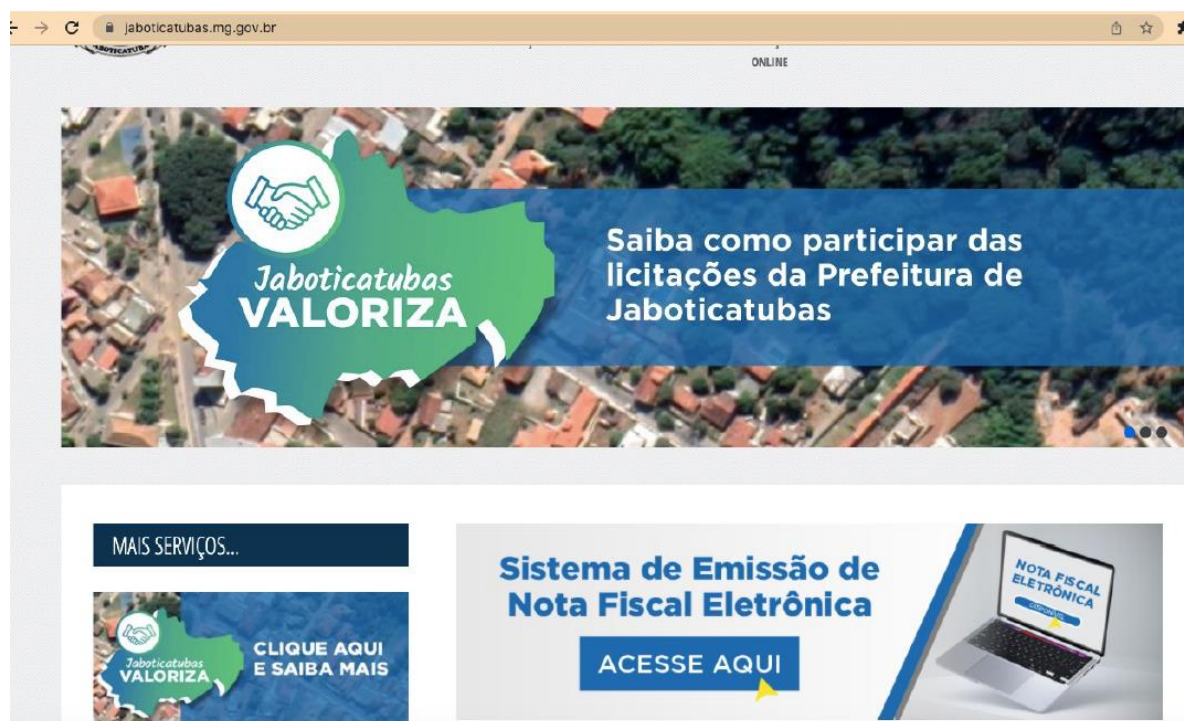 jaboticatubas.mg.gov.br
JABOTICATUBAS
ONLINE
Jaboticatubas
VALORIZA
Saiba como participar das
licitações da Prefeitura de
Jaboticatubas
MAIS SERVIÇOS...
Jaboticatubas
VALORIZA
CLIQUE AQUI
E SAIBA MAIS
Sistema de Emissão de
Nota Fiscal Eletrônica
ACESSE AQUI
NOTA FISCAL
ELETRÔNICA